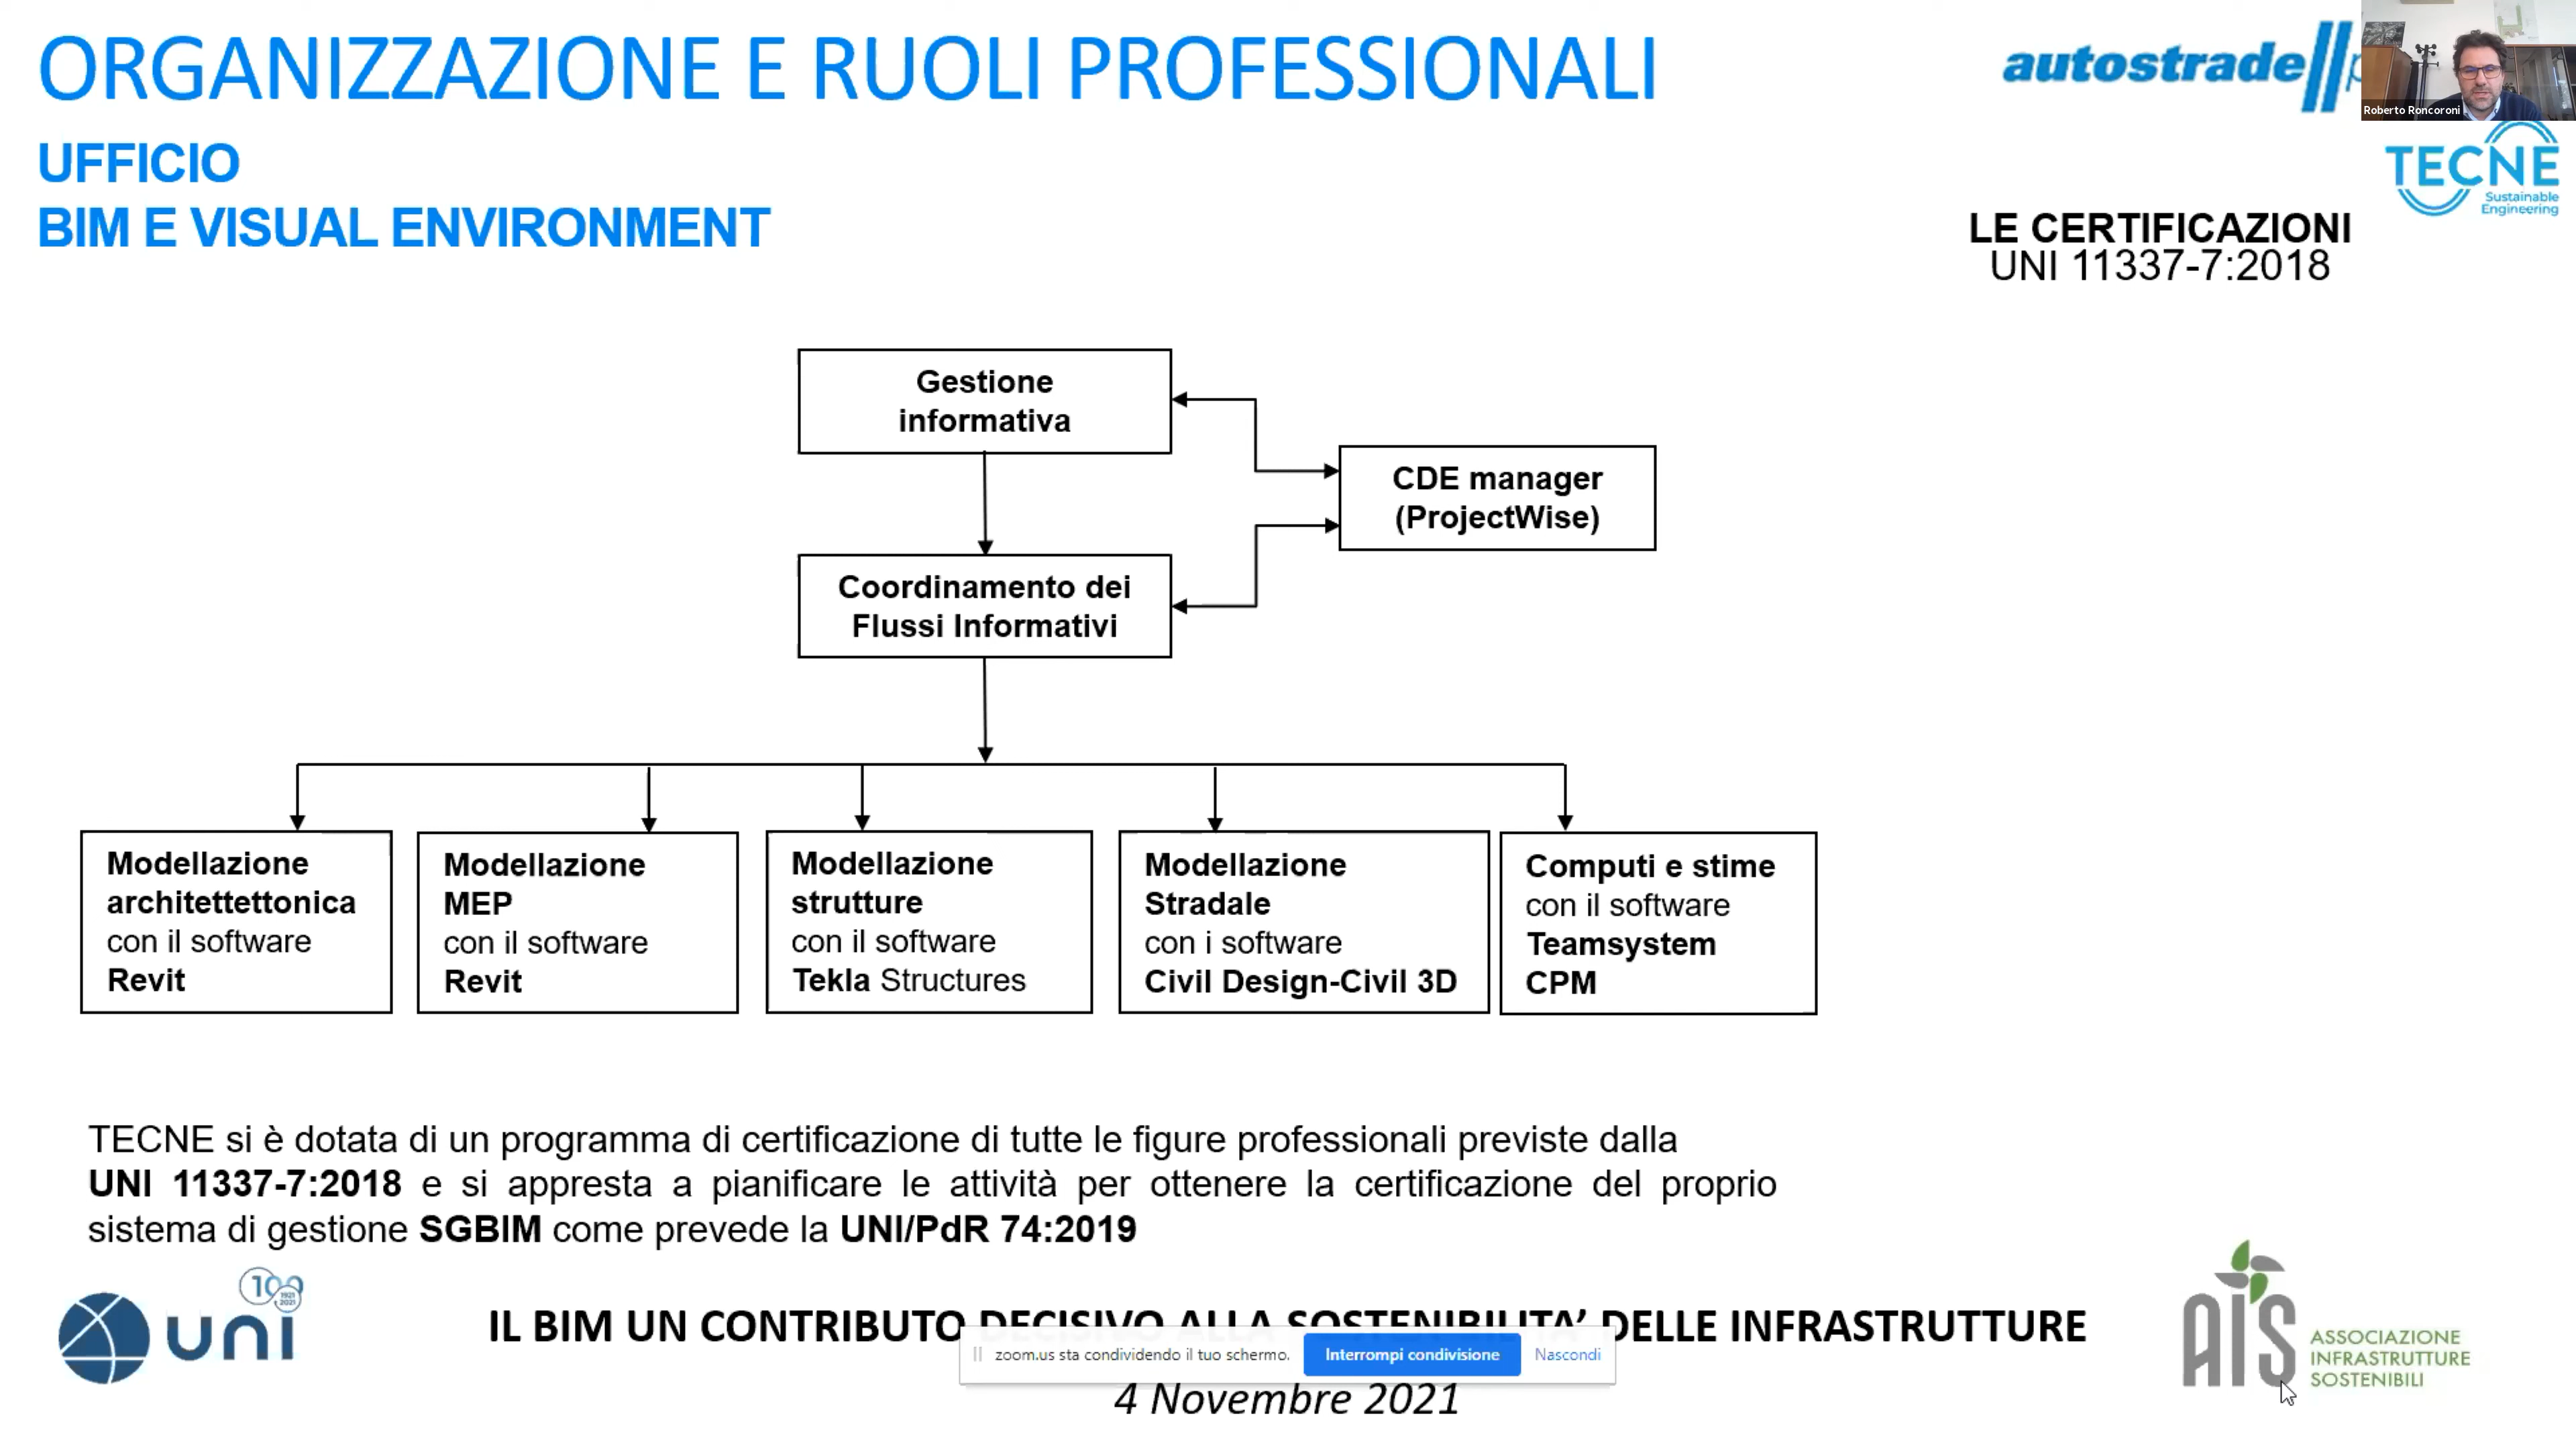 ORGANIZZAZIONE E RUOLI PROFESSIONALI
autostrade
Roberto Roncoroni
UFFICIO
BIM E VISUAL ENVIRONMENT
TECNE
Sustainable
Engineering
LE CERTIFICAZIONI
UNI 11337-7:2018
Gestione
informativa
CDE manager
(ProjectWise)
Coordinamento dei
Flussi Informativi
Modellazione
architettettonica
con il software
Revit
Modellazione
MEP
con il software
Revit
Modellazione
strutture
con il software
Tekla Structures
Modellazione
Stradale
con i software
Civil Design-Civil 3D
Computi e stime
con il software
Teamsystem
CPM
TECNE si è dotata di un programma di certificazione di tutte le figure professionali previste dalla
UNI 11337-7:2018 e si appresta a pianificare le attività per ottenere la certificazione del proprio
sistema di gestione SGBIM come prevede la UNI/PdR 74:2019
100
1921
2021
uni
IL BIM UN CONTRIBUTO DECISIVO ALLA SOSTENIBILITA’ DELLE INFRASTRUTTURE
zoom.us sta condividendo il tuo schermo.
Interrompi condivisione
Nascondi
4 Novembre 2021
AIS
ASSOCIAZIONE
INFRASTRUTTURE
SOSTENIBILI